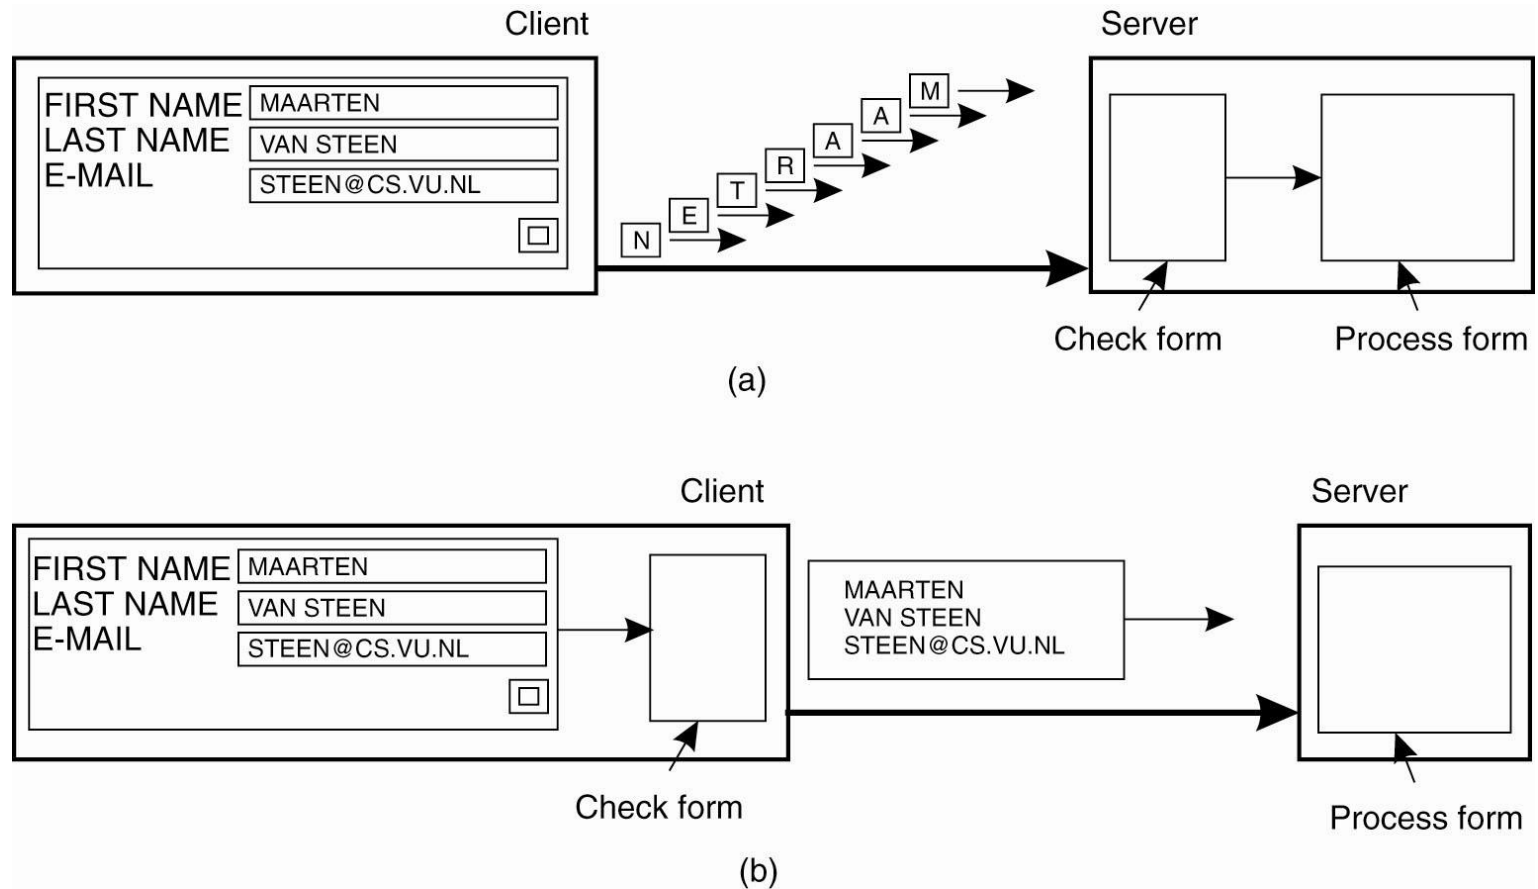 Client
Server
FIRST NAME MAARTEN
LAST NAME VAN STEEN
E-MAIL STEEN@CS.VU.NL
M
A
A
R
T
E
N
Check form
Process form
(a)
Client
Server
FIRST NAME MAARTEN
LAST NAME VAN STEEN
E-MAIL STEEN@CS.VU.NL
MAARTEN
VAN STEEN
STEEN@CS.VU.NL
Check form
Process form
(b)